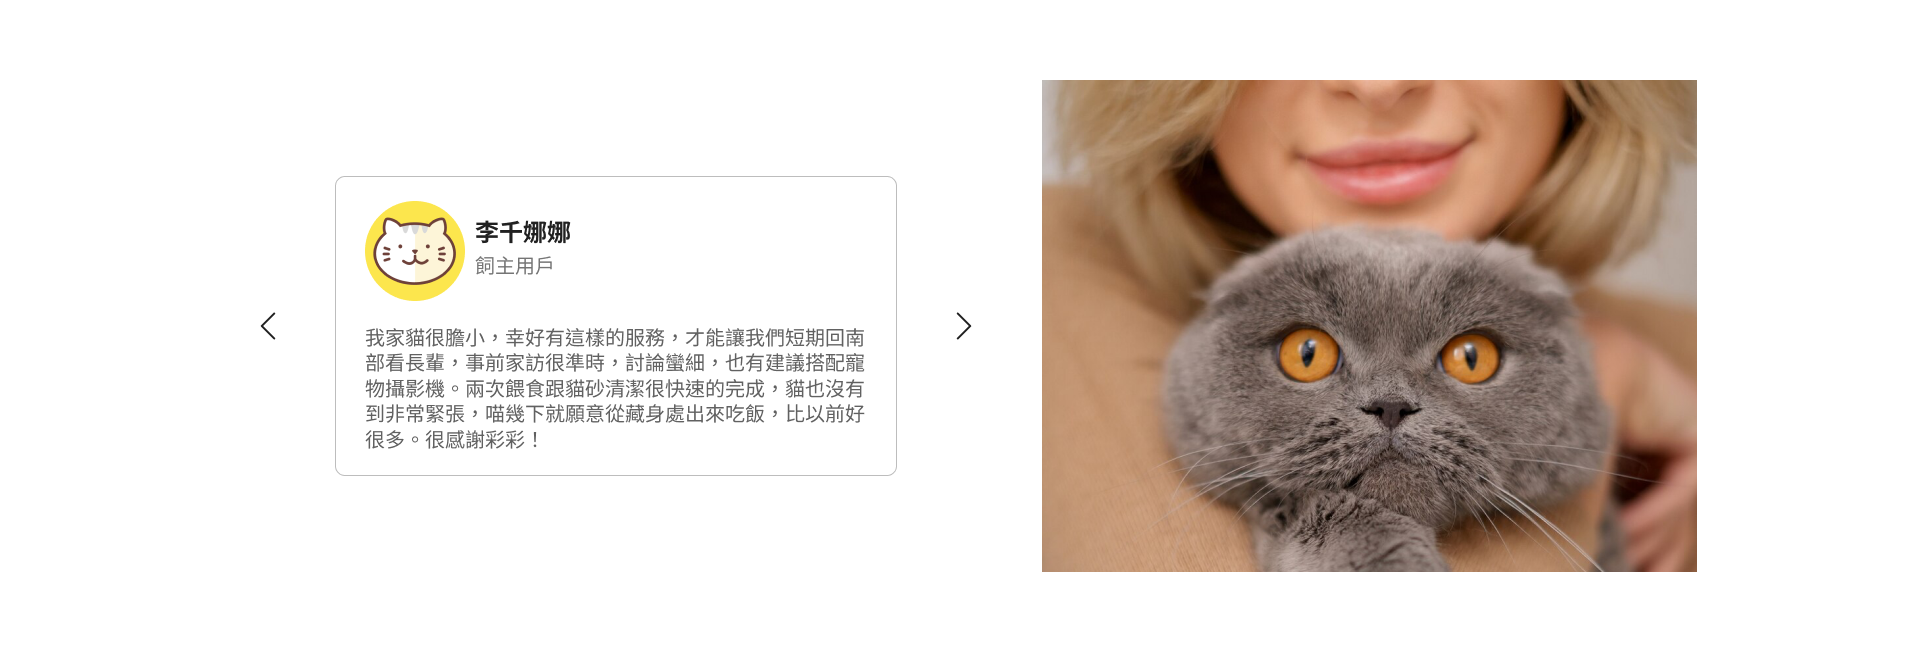 李千娜娜
飼主用戶
我家貓很膽小，幸好有這樣的服務，才能讓我們短期回南
部看長輩，事前家訪很準時，討論蠻細，也有建議搭配寵
物攝影機。兩次餵食跟貓砂清潔很快速的完成，貓也沒有
到非常緊張，喵幾下就願意從藏身處出來吃飯，比以前好
很多。很感謝彩彩！